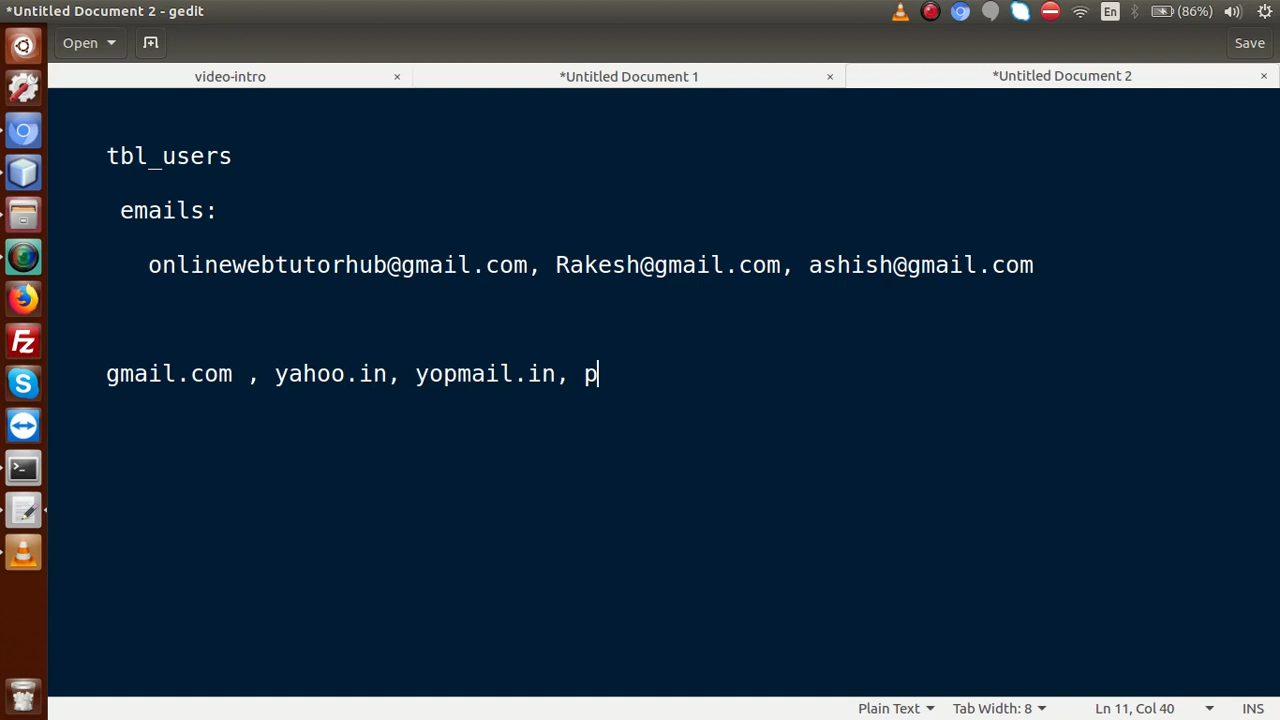 *Untitled Document 2 - gedit
En
(86%)
Open
Save
video-intro × *Untitled Document 1 × *Untitled Document 2 ×
tbl_users
emails:
onlinewebtutorhub@gmail.com, Rakesh@gmail.com, ashish@gmail.com
gmail.com , yahoo.in, yopmail.in, p
Plain Text Tab Width: 8 Ln 11, Col 40 INS